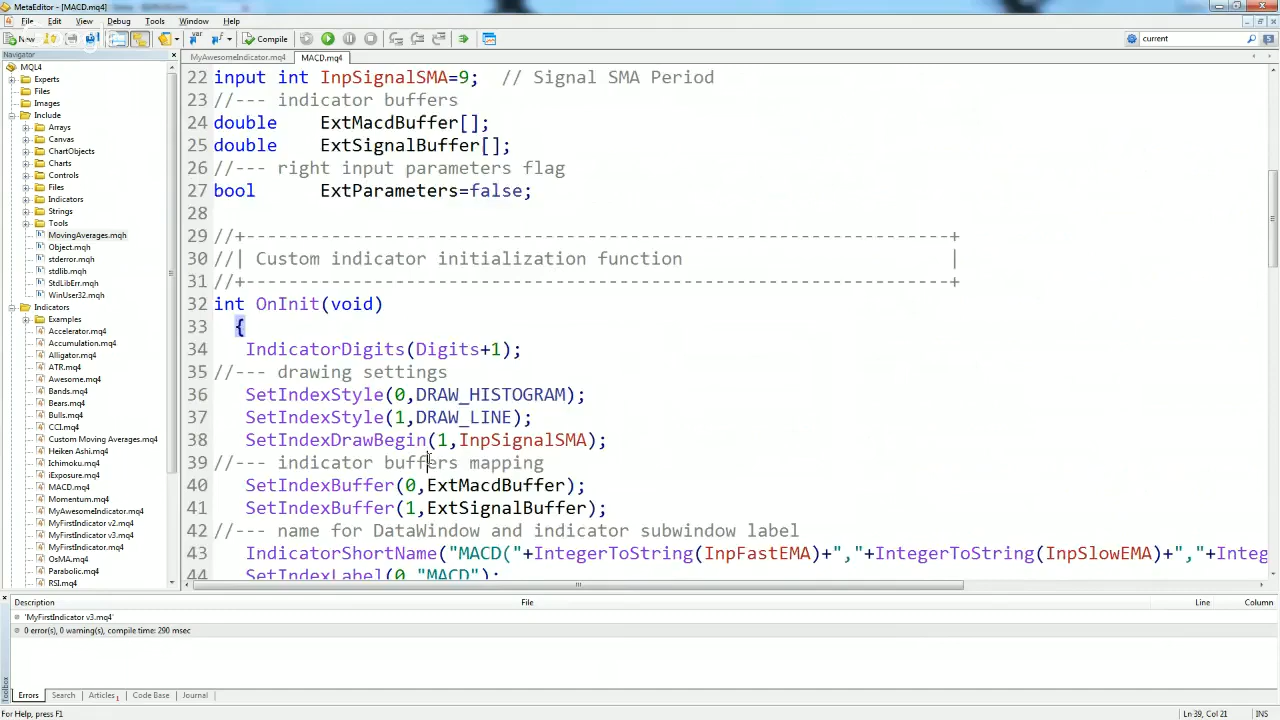 MetaEditor - [MACD.mq4]
File Edit View Debug Tools Window Help
New Compile current
Navigator
MyAwesomeIndicator.mq4 MACD.mq4
MQL4
Experts
Files
Images
Include
Arrays
Canvas
ChartObjects
Charts
Controls
Files
Indicators
Strings
Tools
MovingAverages.mqh
Object.mqh
stderror.mqh
stdlib.mqh
StdLibErr.mqh
WinUser32.mqh
Indicators
Examples
Accelerator.mq4
Accumulation.mq4
Alligator.mq4
ATR.mq4
Awesome.mq4
Bands.mq4
Bears.mq4
Bulls.mq4
CCI.mq4
Custom Moving Averages.mq4
Heiken Ashi.mq4
Ichimoku.mq4
iExposure.mq4
MACD.mq4
Momentum.mq4
MyAwesomeIndicator.mq4
MyFirstIndicator v2.mq4
MyFirstIndicator v3.mq4
MyFirstIndicator.mq4
OsMA.mq4
Parabolic.mq4
RSI.mq4
22 input int InpSignalSMA=9; // Signal SMA Period
23 //--- indicator buffers
24 double ExtMacdBuffer[];
25 double ExtSignalBuffer[];
26 //--- right input parameters flag
27 bool ExtParameters=false;
28
29 //+------------------------------------------------------------------+
30 //| Custom indicator initialization function |
31 //+------------------------------------------------------------------+
32 int OnInit(void)
33 {
34 IndicatorDigits(Digits+1);
35 //--- drawing settings
36 SetIndexStyle(0,DRAW_HISTOGRAM);
37 SetIndexStyle(1,DRAW_LINE);
38 SetIndexDrawBegin(1,InpSignalSMA);
39 //--- indicator buffers mapping
40 SetIndexBuffer(0,ExtMacdBuffer);
41 SetIndexBuffer(1,ExtSignalBuffer);
42 //--- name for DataWindow and indicator subwindow label
43 IndicatorShortName("MACD("+IntegerToString(InpFastEMA)+","+IntegerToString(InpSlowEMA)+","+Integ
44 SetIndexLabel(0,"MACD");
Description File Line Column
'MyFirstIndicator v3.mq4'
0 error(s), 0 warning(s), compile time: 290 msec
Toolbox
Errors Search Articles 1 Code Base Journal
For Help, press F1 Ln 39, Col 21 INS